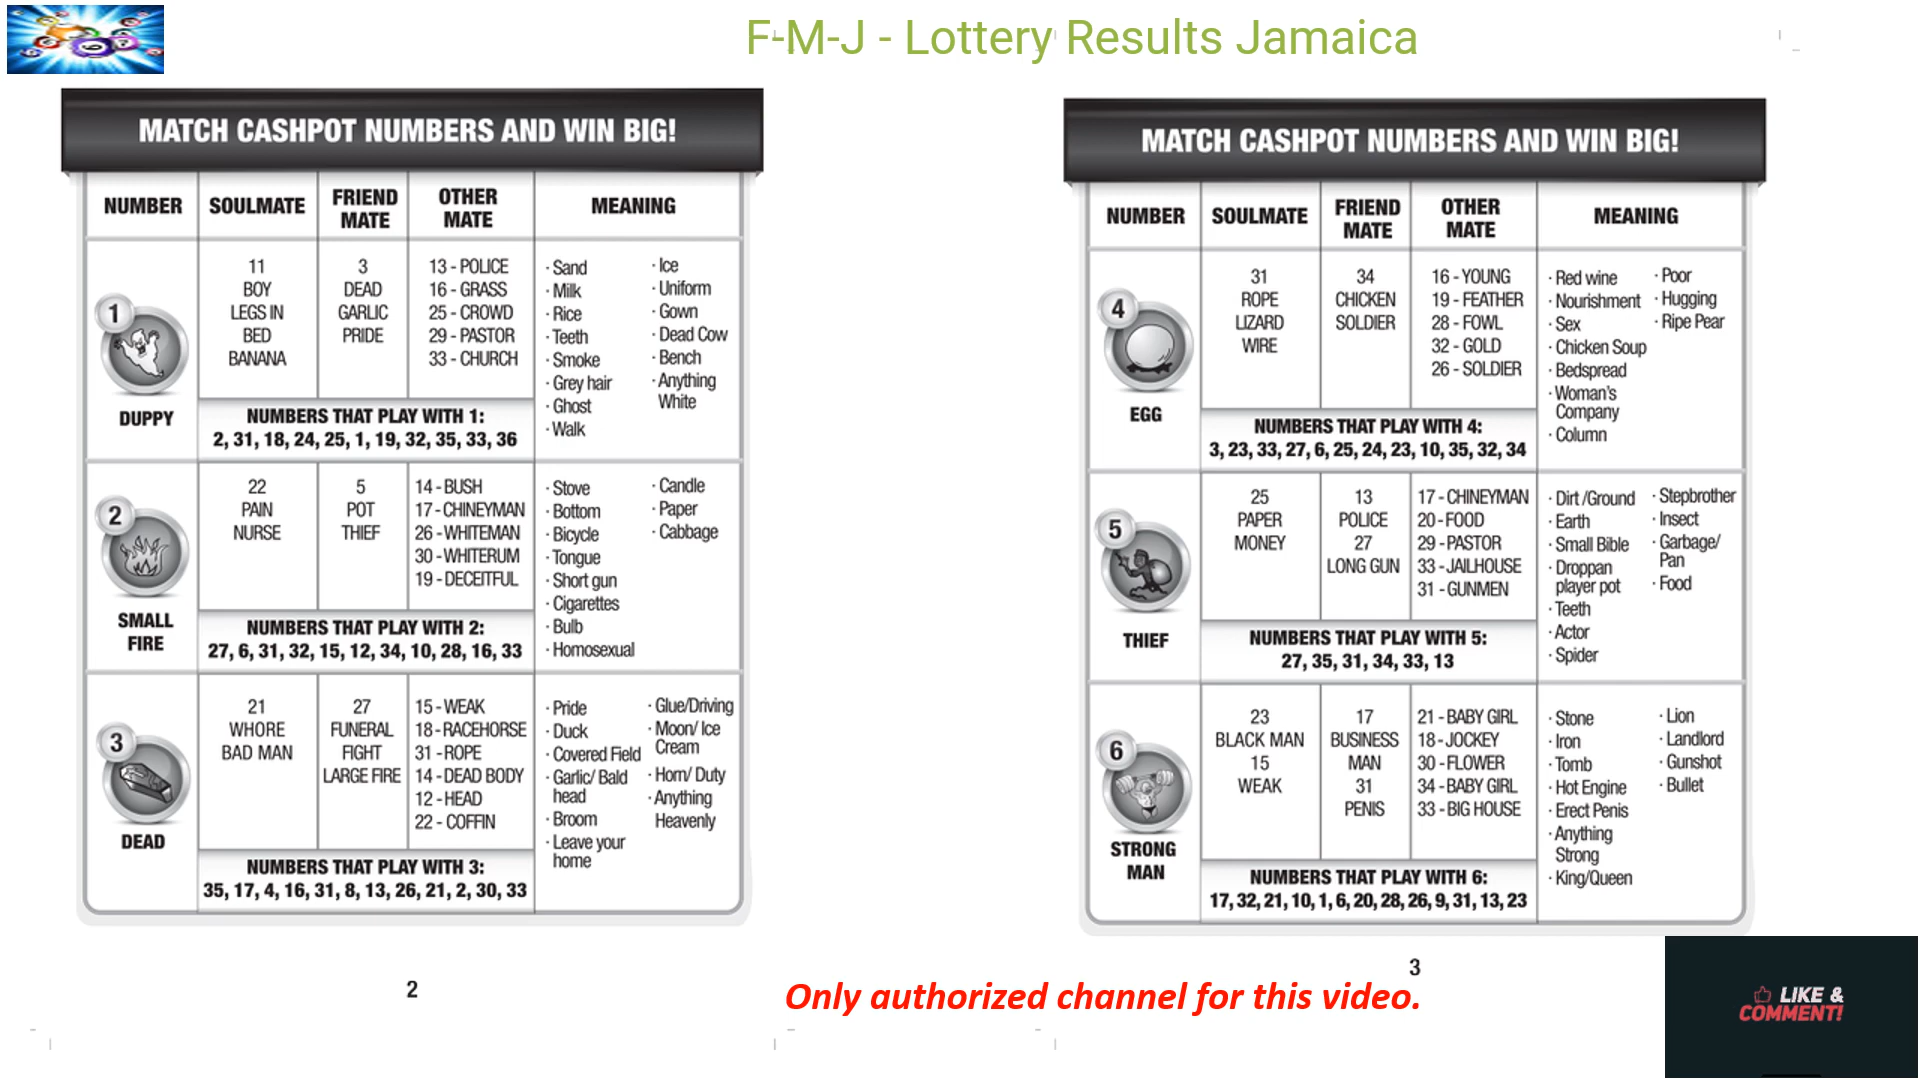 F-M-J - Lottery Results Jamaica
MATCH CASHPOT NUMBERS AND WIN BIG!
NUMBER SOULMATE FRIEND MATE OTHER MATE MEANING
1
DUPPY
11
BOY
LEGS IN
BED
BANANA
3
DEAD
GARLIC
PRIDE
13 - POLICE
16 - GRASS
25 - CROWD
29 - PASTOR
33 - CHURCH
· Sand
· Milk
· Rice
· Teeth
· Smoke
· Grey hair
· Ghost
· Walk
· Ice
· Uniform
· Gown
· Dead Cow
· Bench
· Anything
White
NUMBERS THAT PLAY WITH 1:
2, 31, 18, 24, 25, 1, 19, 32, 35, 33, 36
2
SMALL
FIRE
22
PAIN
NURSE
5
POT
THIEF
14 - BUSH
17 - CHINEYMAN
26 - WHITEMAN
30 - WHITERUM
19 - DECEITFUL
· Stove
· Bottom
· Bicycle
· Tongue
· Short gun
· Cigarettes
· Bulb
· Homosexual
· Candle
· Paper
· Cabbage
NUMBERS THAT PLAY WITH 2:
27, 6, 31, 32, 15, 12, 34, 10, 28, 16, 33
3
DEAD
21
WHORE
BAD MAN
27
FUNERAL
FIGHT
LARGE FIRE
15 - WEAK
18 - RACEHORSE
31 - ROPE
14 - DEAD BODY
12 - HEAD
22 - COFFIN
· Pride
· Duck
· Covered Field
· Garlic/ Bald
head
· Broom
· Leave your
home
· Glue/Driving
· Moon/ Ice
Cream
· Horn/ Duty
· Anything
Heavenly
NUMBERS THAT PLAY WITH 3:
35, 17, 4, 16, 31, 8, 13, 26, 21, 2, 30, 33
2
MATCH CASHPOT NUMBERS AND WIN BIG!
NUMBER SOULMATE FRIEND MATE OTHER MATE MEANING
4
EGG
31
ROPE
LIZARD
WIRE
34
CHICKEN
SOLDIER
16 - YOUNG
19 - FEATHER
28 - FOWL
32 - GOLD
26 - SOLDIER
· Red wine
· Nourishment
· Sex
· Chicken Soup
· Bedspread
· Woman's
Company
· Column
· Poor
· Hugging
· Ripe Pear
NUMBERS THAT PLAY WITH 4:
3, 23, 33, 27, 6, 25, 24, 23, 10, 35, 32, 34
5
THIEF
25
PAPER
MONEY
13
POLICE
27
LONG GUN
17 - CHINEYMAN
20 - FOOD
29 - PASTOR
33 - JAILHOUSE
31 - GUNMEN
· Dirt /Ground
· Earth
· Small Bible
· Droppan
player pot
· Teeth
· Actor
· Spider
· Stepbrother
· Insect
· Garbage/
Pan
· Food
NUMBERS THAT PLAY WITH 5:
27, 35, 31, 34, 33, 13
6
STRONG
MAN
23
BLACK MAN
15
WEAK
17
BUSINESS
MAN
31
PENIS
21 - BABY GIRL
18 - JOCKEY
30 - FLOWER
34 - BABY GIRL
33 - BIG HOUSE
· Stone
· Iron
· Tomb
· Hot Engine
· Erect Penis
· Anything
Strong
· King/Queen
· Lion
· Landlord
· Gunshot
· Bullet
NUMBERS THAT PLAY WITH 6:
17, 32, 21, 10, 1, 6, 20, 28, 26, 9, 31, 13, 23
3
Only authorized channel for this video.
LIKE &
COMMENT!